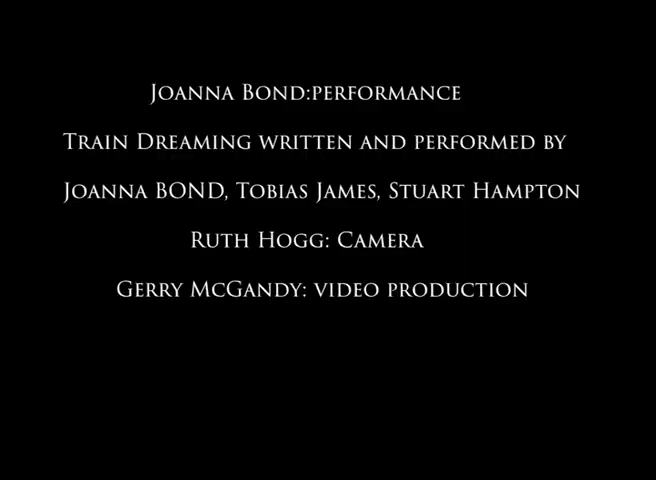 Joanna Bond:performance
Train Dreaming written and performed by
Joanna BOND, Tobias James, Stuart Hampton
Ruth Hogg: Camera
Gerry McGandy: video production